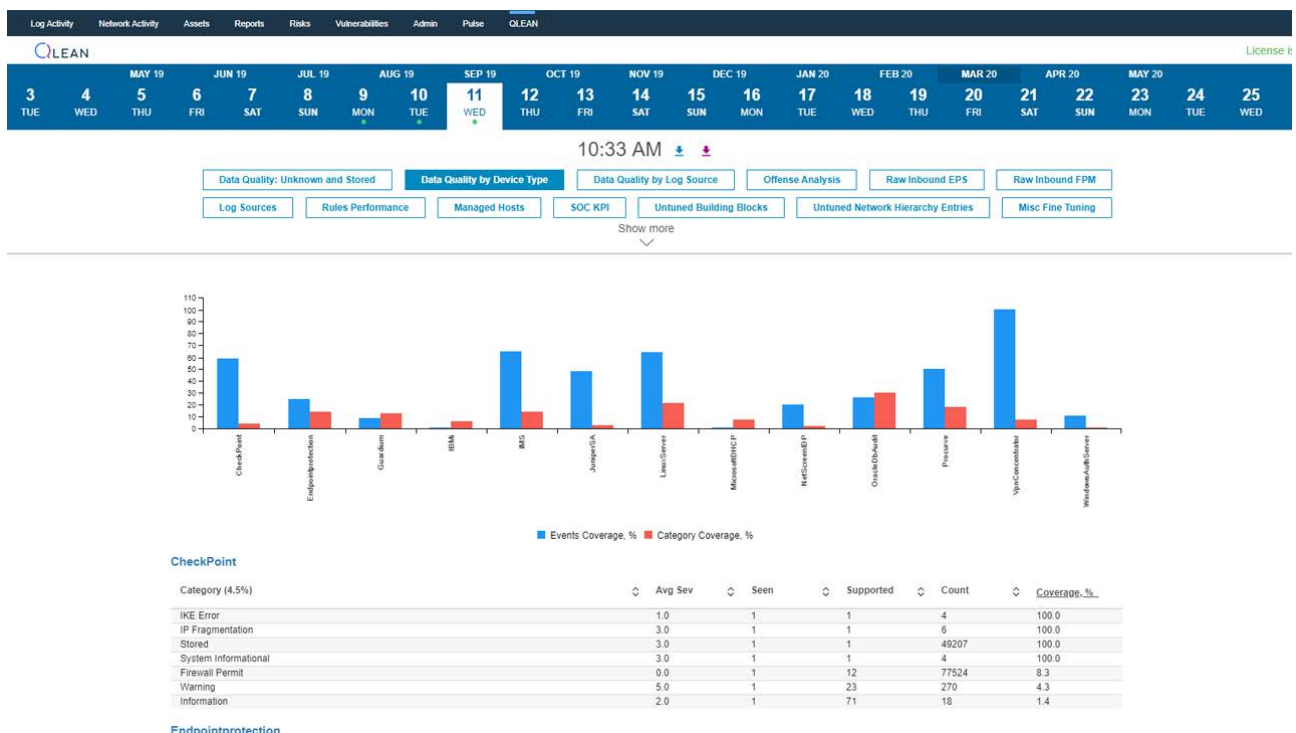 Log Activity Network Activity Assets Reports Risks Vulnerabilities Admin Pulse QLEAN
QLEAN
License is
MAY 19 JUN 19 JUL 19 AUG 19 SEP 19 OCT 19 NOV 19 DEC 19 JAN 20 FEB 20 MAR 20 APR 20 MAY 20
3 4 5 6 7 8 9 10 11 12 13 14 15 16 17 18 19 20 21 22 23 24 25
TUE WED THU FRI SAT SUN MON TUE WED THU FRI SAT SUN MON TUE WED THU FRI SAT SUN MON TUE WED
10:33 AM
Data Quality: Unknown and Stored Data Quality by Device Type Data Quality by Log Source Offense Analysis Raw Inbound EPS Raw Inbound FPM
Log Sources Rules Performance Managed Hosts SOC KPI Untuned Building Blocks Untuned Network Hierarchy Entries Misc Fine Tuning
Show more
110
100
90
80
70
60
50
40
30
20
10
0
CheckPoint Endpointprotection Guardium IBMi IMS JuniperSA LinuxServer MicrosoftDHCP NetScreenIDP OracleDbAudit Procurve VpnConcentrator WindowsAuthServer
Events Coverage, % Category Coverage, %
CheckPoint
Category (4.5%) Avg Sev Seen Supported Count Coverage, %
IKE Error 1.0 1 1 4 100.0
IP Fragmentation 3.0 1 1 6 100.0
Stored 3.0 1 1 49207 100.0
System Informational 3.0 1 1 4 100.0
Firewall Permit 0.0 1 12 77524 8.3
Warning 5.0 1 23 270 4.3
Information 2.0 1 71 18 1.4
Endpointprotection